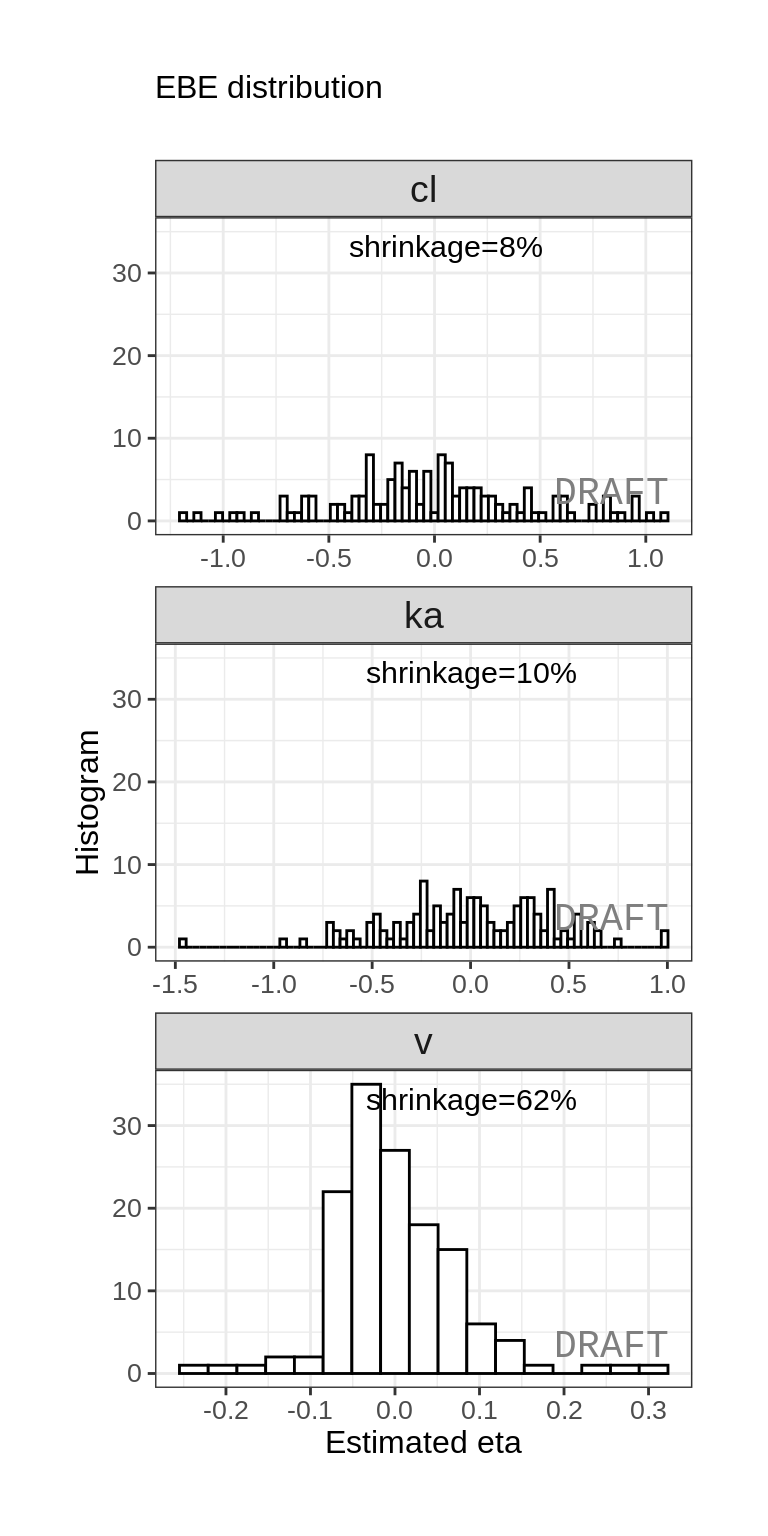 EBE distribution
cl
shrinkage=8%
30
20
10
0
DRAFT
-1.0 -0.5 0.0 0.5 1.0
ka
shrinkage=10%
30
20
10
0
DRAFT
-1.5 -1.0 -0.5 0.0 0.5 1.0
Histogram
v
shrinkage=62%
30
20
10
0
DRAFT
-0.2 -0.1 0.0 0.1 0.2 0.3
Estimated eta